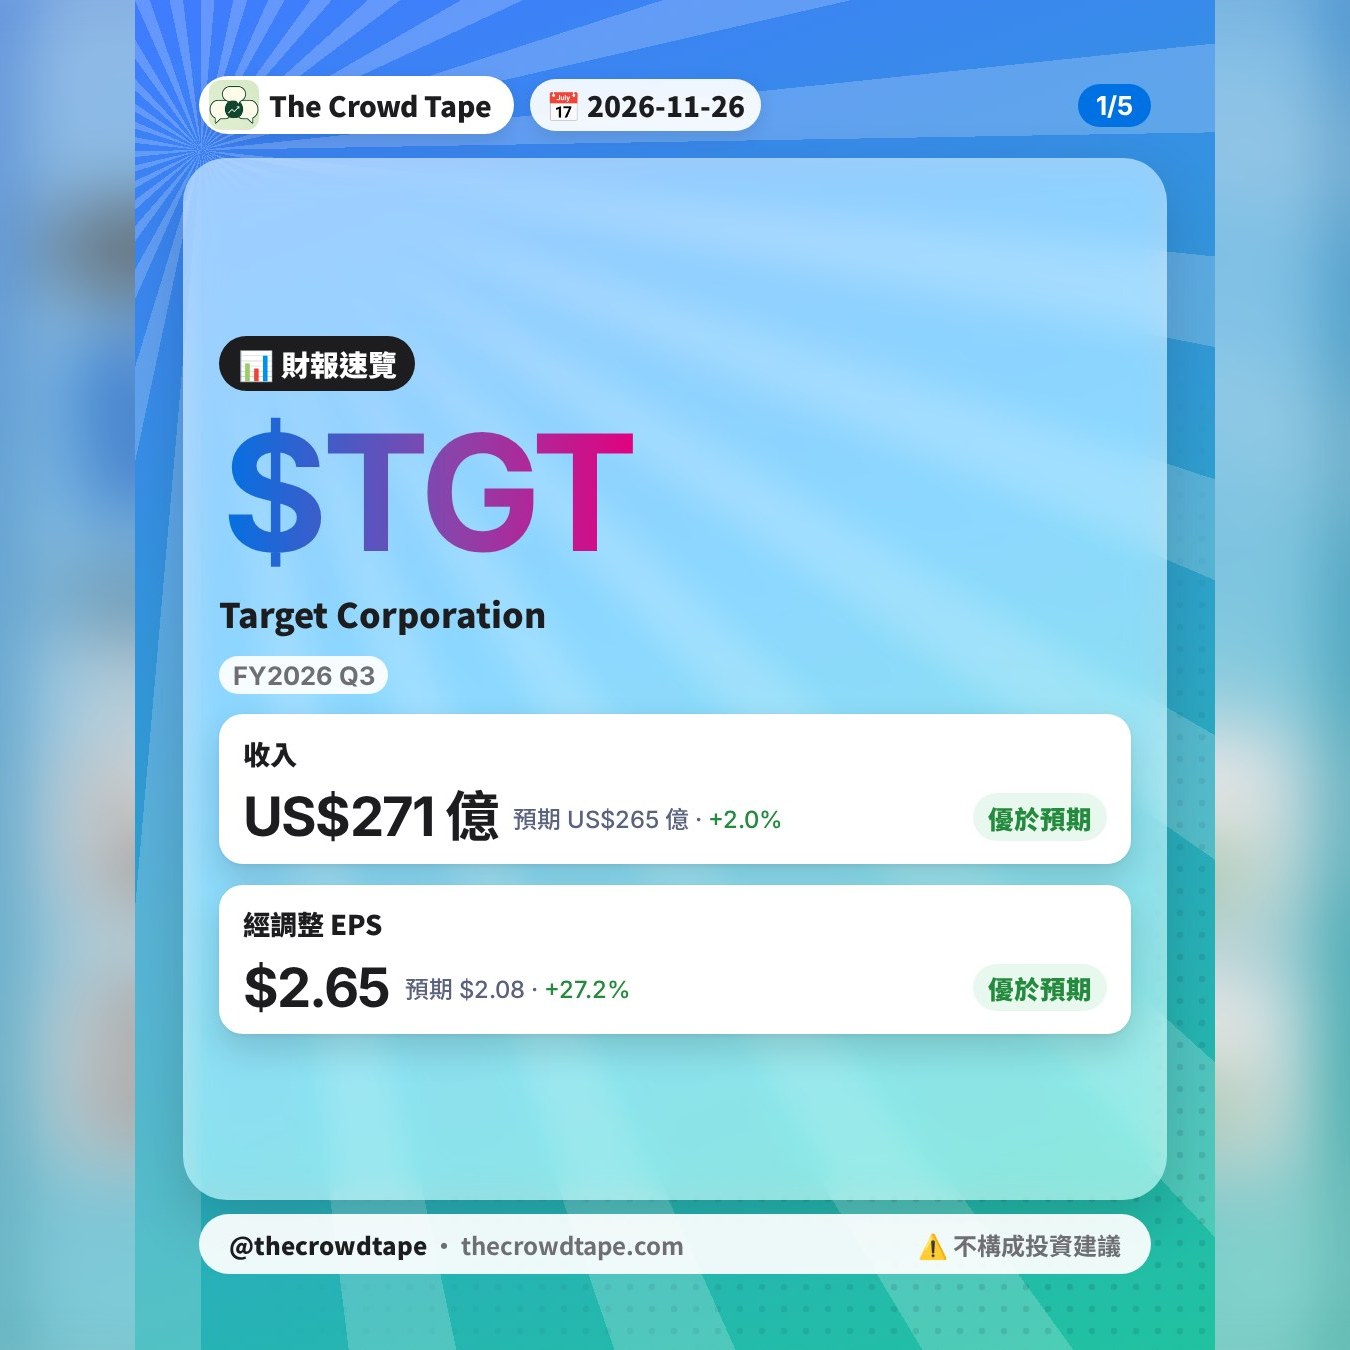 The Crowd Tape
📅 2026-11-26
1/5
📊 財報速覽
$TGT
Target Corporation
FY2026 Q3
收入
US$271 億 預期 US$265 億 · +2.0% 優於預期
經調整 EPS
$2.65 預期 $2.08 · +27.2% 優於預期
@thecrowdtape • thecrowdtape.com
⚠️ 不構成投資建議